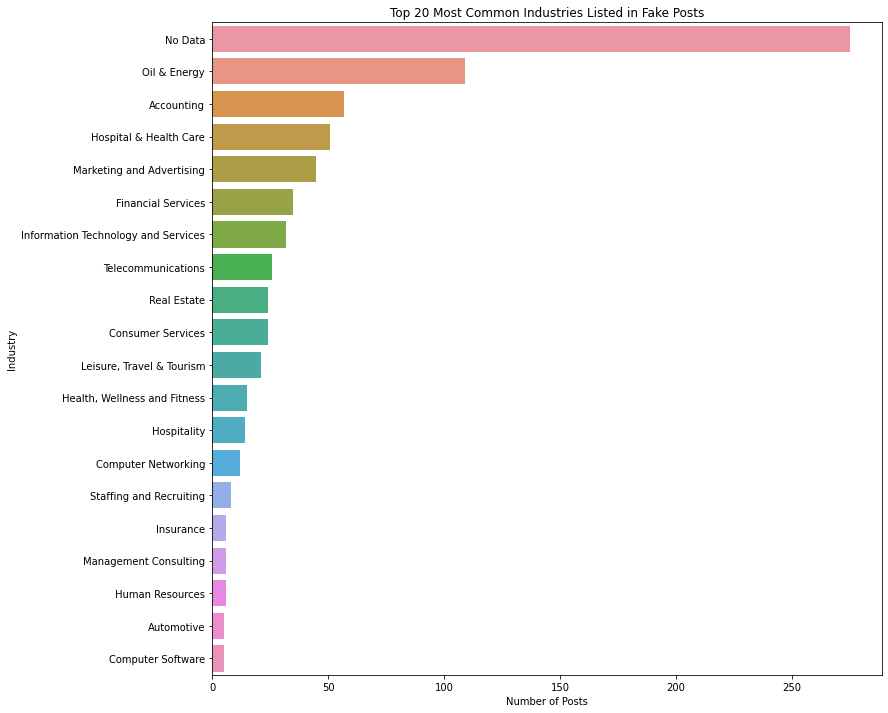 Top 20 Most Common Industries Listed in Fake Posts
Industry
No Data
Oil & Energy
Accounting
Hospital & Health Care
Marketing and Advertising
Financial Services
Information Technology and Services
Telecommunications
Real Estate
Consumer Services
Leisure, Travel & Tourism
Health, Wellness and Fitness
Hospitality
Computer Networking
Staffing and Recruiting
Insurance
Management Consulting
Human Resources
Automotive
Computer Software
0 50 100 150 200 250
Number of Posts